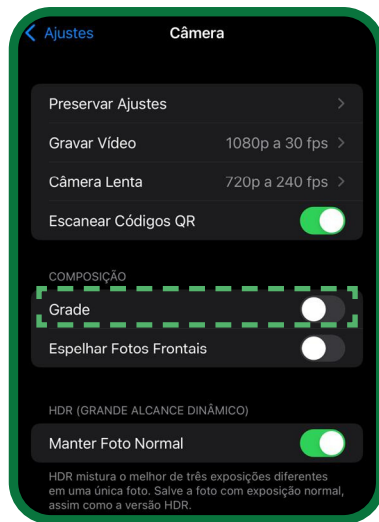 Ajustes Câmera
Preservar Ajustes
Gravar Vídeo 1080p a 30 fps
Câmera Lenta 720p a 240 fps
Escanear Códigos QR
COMPOSIÇÃO
Grade
Espelhar Fotos Frontais
HDR (GRANDE ALCANCE DINÂMICO)
Manter Foto Normal
HDR mistura o melhor de três exposições diferentes
em uma única foto. Salve a foto com exposição normal,
assim como a versão HDR.